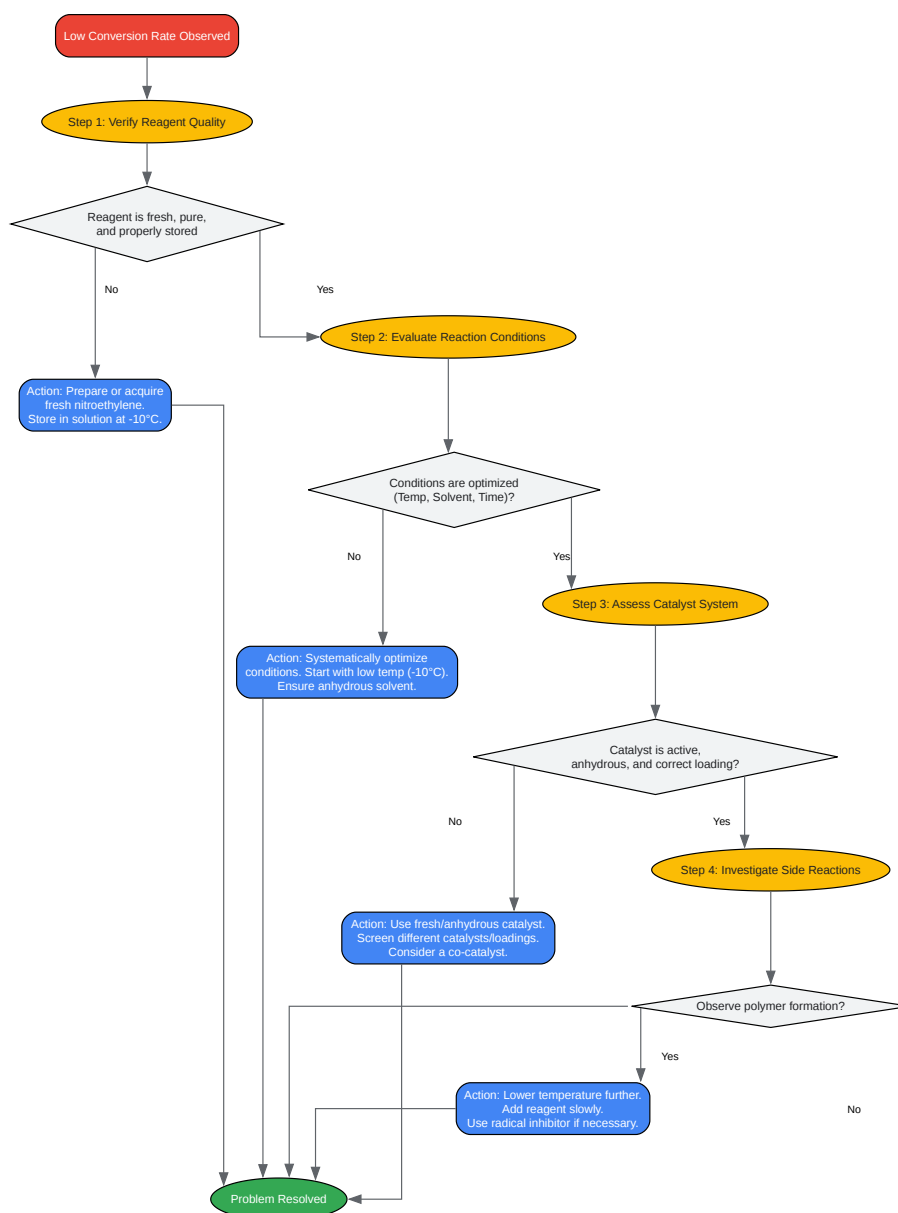 Low Conversion Rate Observed
Step 1: Verify Reagent Quality
Reagent is fresh, pure,
and properly stored
No
Yes
Step 2: Evaluate Reaction Conditions
Action: Prepare or acquire
fresh nitroethylene.
Store in solution at -10°C.
Conditions are optimized
(Temp, Solvent, Time)?
No
Yes
Step 3: Assess Catalyst System
Action: Systematically optimize
conditions. Start with low temp (-10°C).
Ensure anhydrous solvent.
Catalyst is active,
anhydrous, and correct loading?
No
Yes
Step 4: Investigate Side Reactions
Action: Use fresh/anhydrous catalyst.
Screen different catalysts/loadings.
Consider a co-catalyst.
Observe polymer formation?
Yes
No
Action: Lower temperature further.
Add reagent slowly.
Use radical inhibitor if necessary.
Problem Resolved